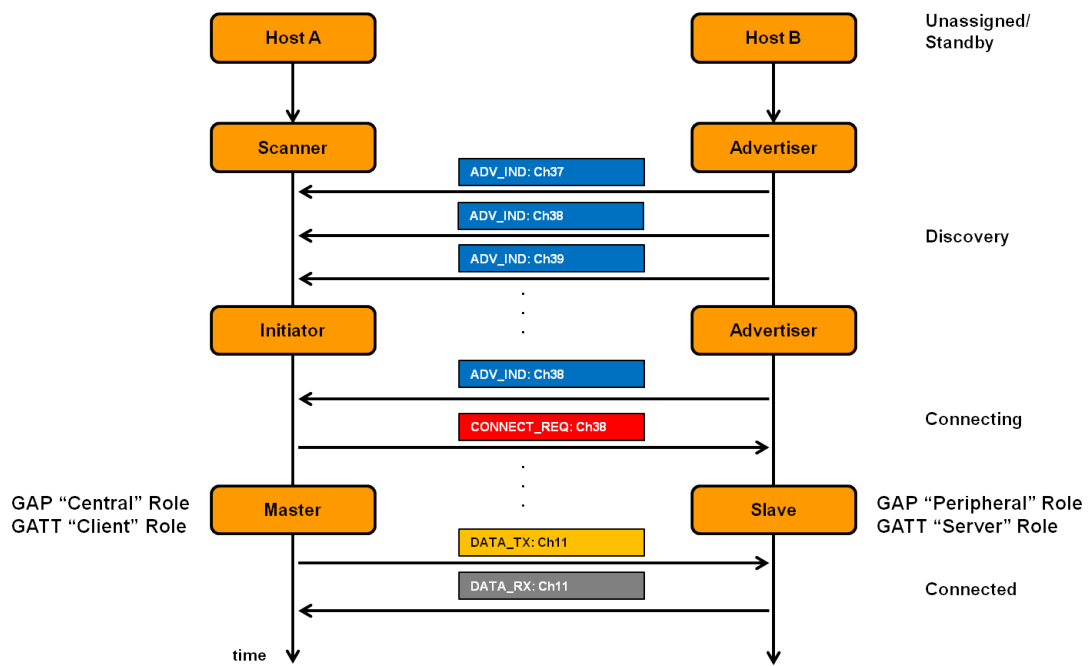 Host A
Host B
Unassigned/
Standby
Scanner
Advertiser
ADV_IND: Ch37
ADV_IND: Ch38
Discovery
ADV_IND: Ch39
Initiator
Advertiser
ADV_IND: Ch38
Connecting
CONNECT_REQ: Ch38
GAP “Central” Role
GATT “Client” Role
Master
Slave
GAP “Peripheral” Role
GATT “Server” Role
DATA_TX: Ch11
DATA_RX: Ch11
Connected
time